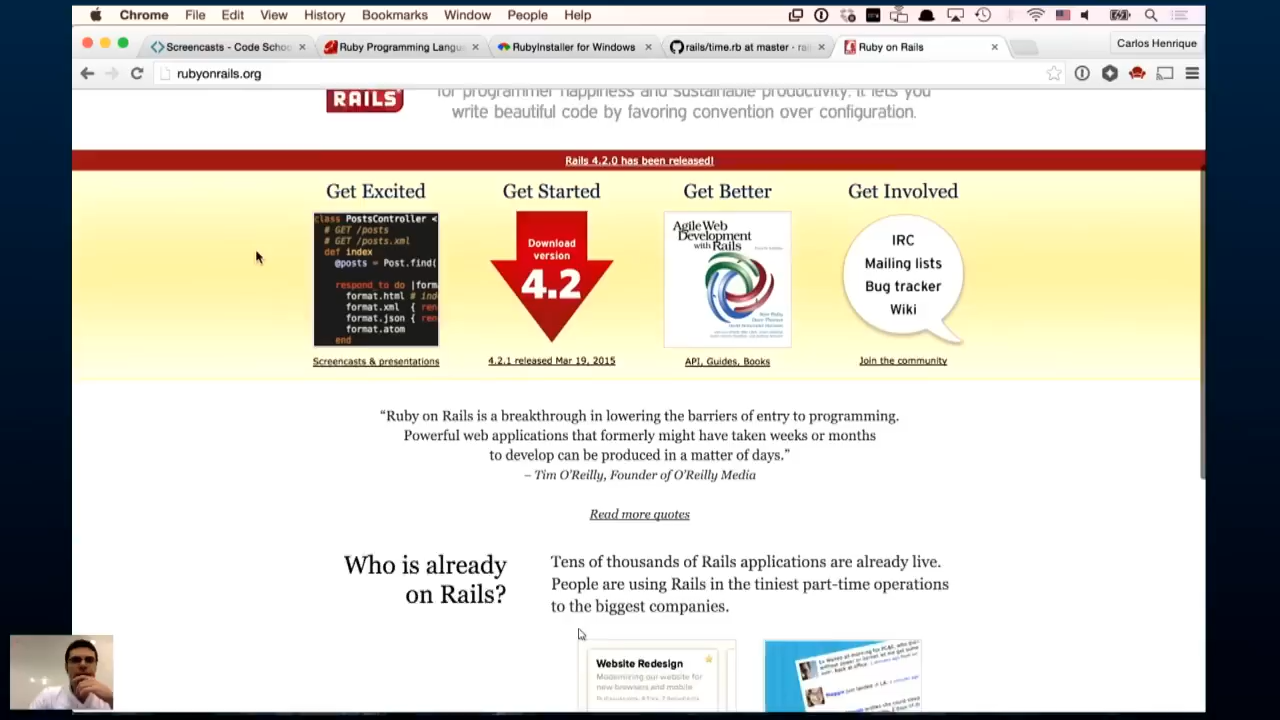 Chrome File Edit View History Bookmarks Window People Help
Screencasts - Code Schoo
Ruby Programming Langu
RubyInstaller for Windows
rails/time.rb at master · rai
Ruby on Rails
Carlos Henrique
rubyonrails.org
RAILS
for programmer happiness and sustainable productivity. It lets you
write beautiful code by favoring convention over configuration.
Rails 4.2.0 has been released!
Get Excited
class PostsController <
# GET /posts
# GET /posts.xml
def index
@posts = Post.find(
respond_to do |form
format.html # ind
format.xml { ren
format.json { ren
format.atom
end
Screencasts & presentations
Get Started
Download
version
4.2
4.2.1 released Mar 19, 2015
Get Better
Agile Web
Development
with Rails
API, Guides, Books
Get Involved
IRC
Mailing lists
Bug tracker
Wiki
Join the community
“Ruby on Rails is a breakthrough in lowering the barriers of entry to programming.
Powerful web applications that formerly might have taken weeks or months
to develop can be produced in a matter of days.”
– Tim O’Reilly, Founder of O’Reilly Media
Read more quotes
Who is already
on Rails?
Tens of thousands of Rails applications are already live.
People are using Rails in the tiniest part-time operations
to the biggest companies.
Website Redesign
Modernizing our website for
new browsers and mobile